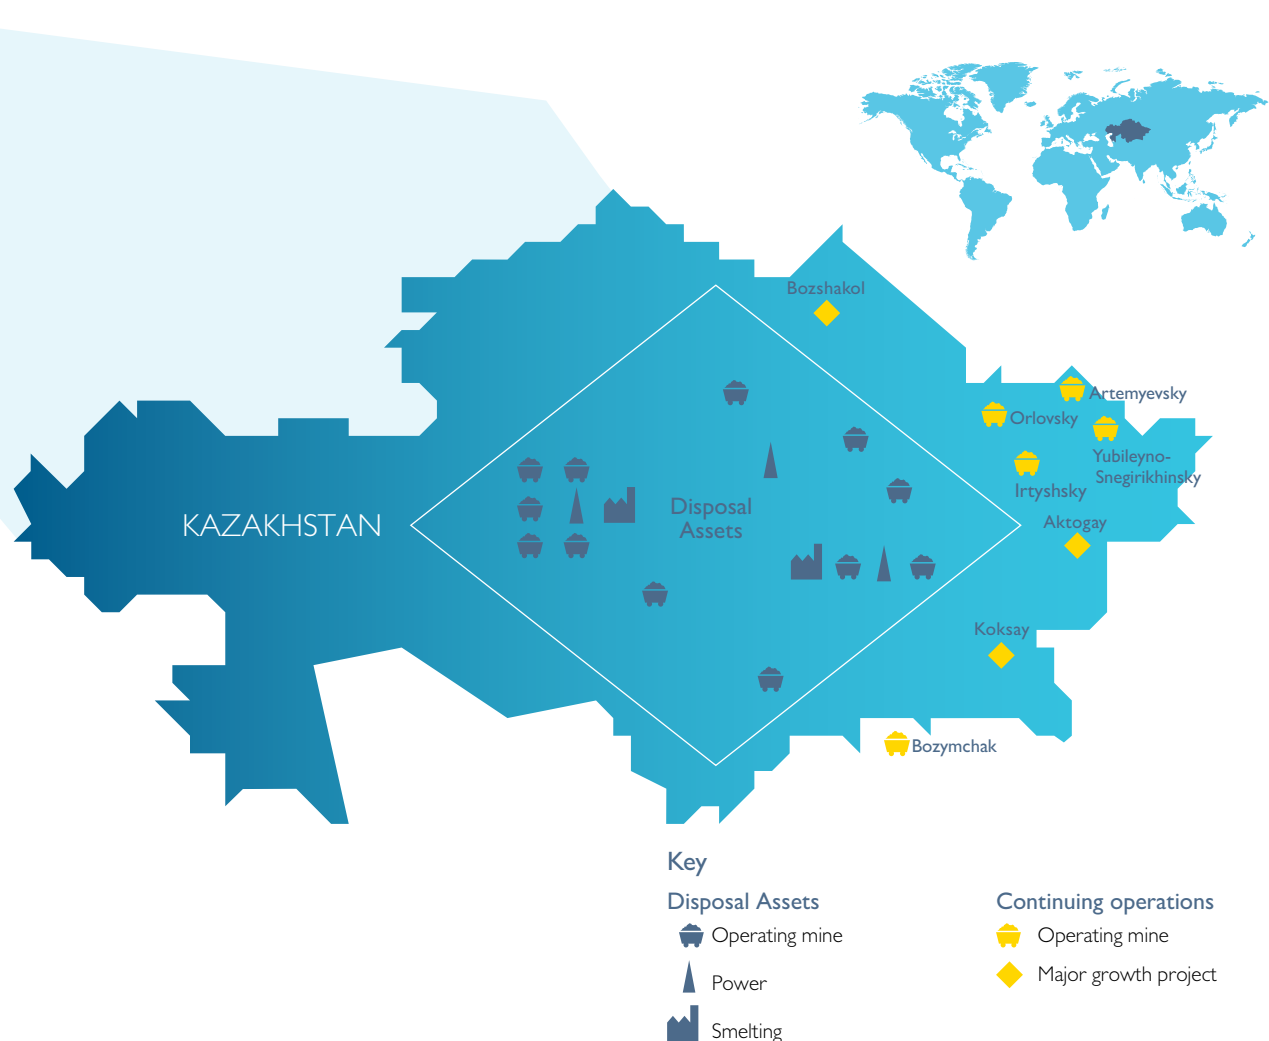 Bozshakol
Artemyevsky
Orlovsky
Yubileyno-
Snegirikhinsky
Irtyshsky
KAZAKHSTAN
Disposal
Assets
Aktogay
Koksay
Bozymchak
Key
Disposal Assets
Operating mine
Power
Smelting
Continuing operations
Operating mine
Major growth project